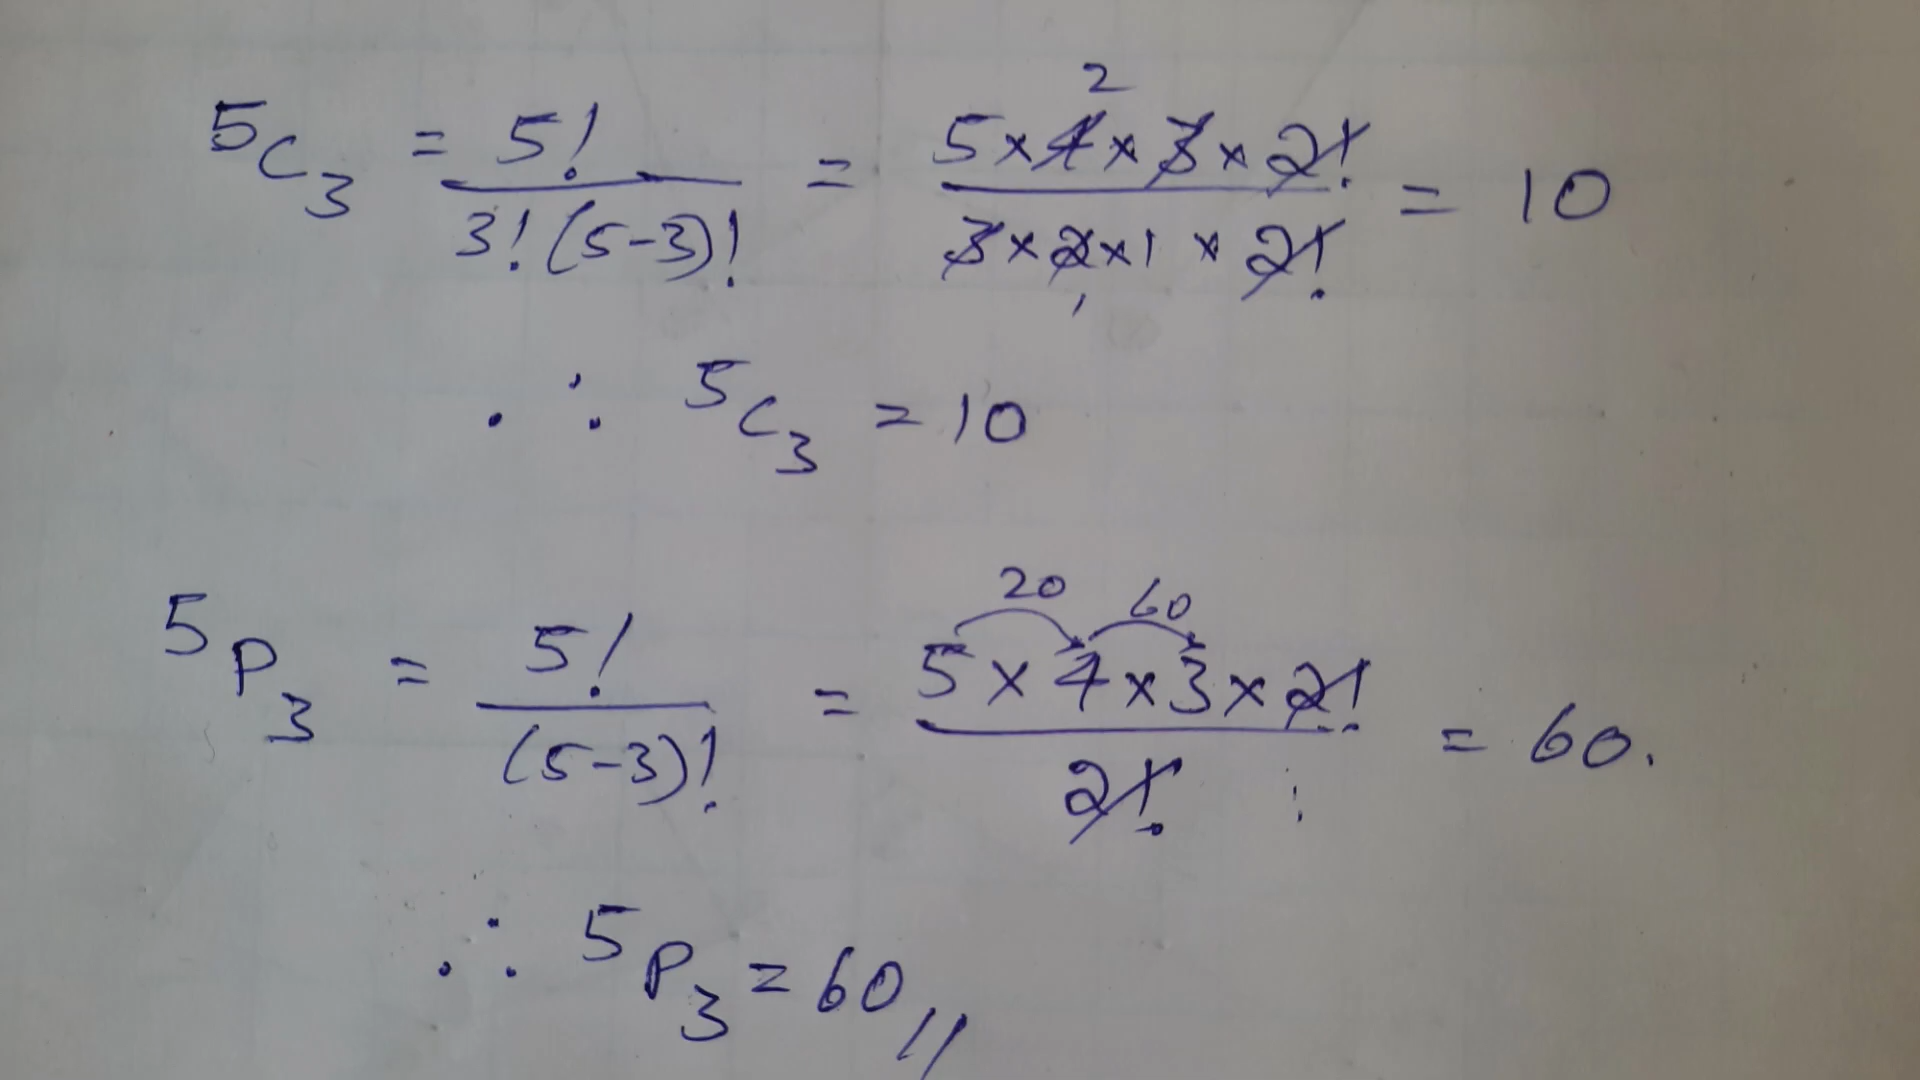 ⁵C₃ = 5! / 3!(5-3)! = 5×4×3×2! / 3×2×1×2! = 10
2
1
∴ ⁵C₃ = 10
20 60
⁵P₃ = 5! / (5-3)! = 5×4×3×2! / 2! = 60.
∴ ⁵P₃ = 60 //